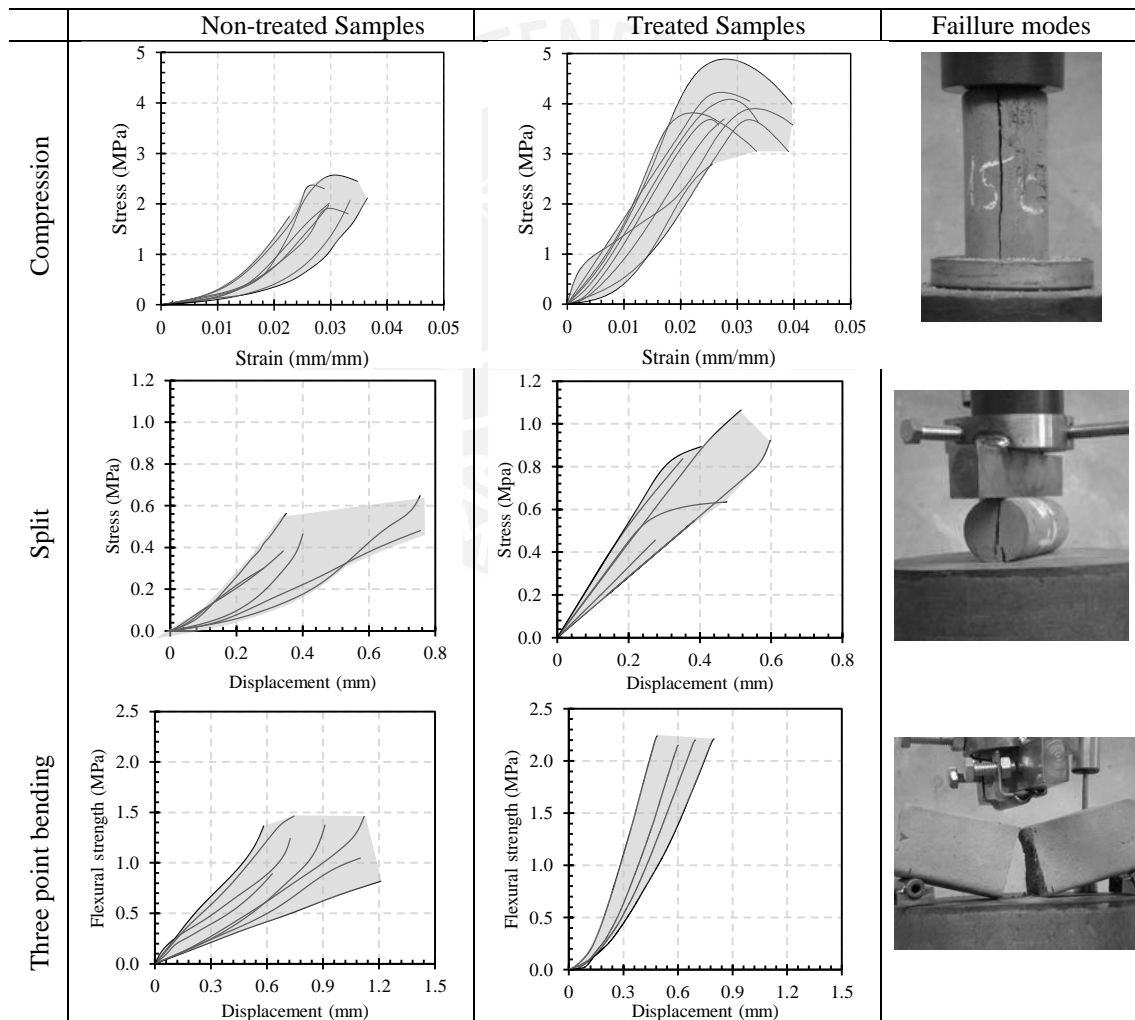 Non-treated Samples Treated Samples Faillure modes
Compression
Stress (MPa)
5
4
3
2
1
0
0 0.01 0.02 0.03 0.04 0.05
Strain (mm/mm)
Stress (MPa)
5
4
3
2
1
0
0 0.01 0.02 0.03 0.04 0.05
Strain (mm/mm)
Split
Stress (MPa)
1.2
1.0
0.8
0.6
0.4
0.2
0.0
0 0.2 0.4 0.6 0.8
Displacement (mm)
Stress (Mpa)
1.2
1.0
0.8
0.6
0.4
0.2
0.0
0 0.2 0.4 0.6 0.8
Displacement (mm)
Three point bending
Flexural strength (MPa)
2.5
2.0
1.5
1.0
0.5
0.0
0 0.3 0.6 0.9 1.2 1.5
Displacement (mm)
Flexural strength (MPa)
2.5
2.0
1.5
1.0
0.5
0.0
0 0.3 0.6 0.9 1.2 1.5
Displacement (mm)